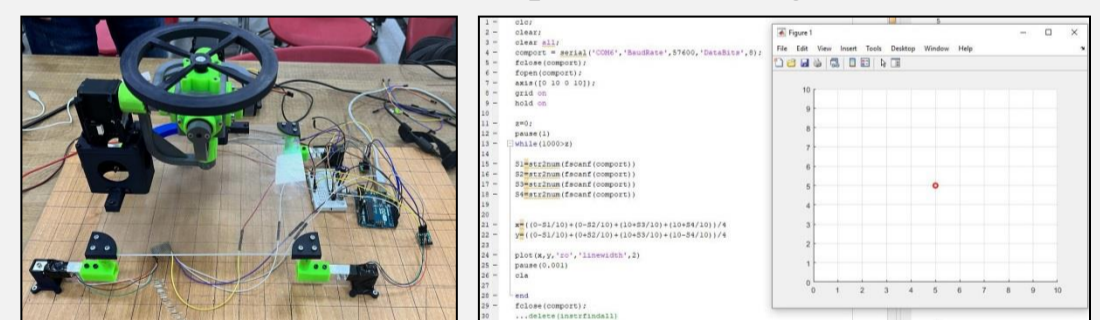 1 - clc;
2 - clear;
3 - clear all;
4 - comport = serial('COM6','BaudRate',57600,'DataBits',8);
5 - fclose(comport);
6 - fopen(comport);
7 - axis([0 10 0 10]);
8 - grid on
9 - hold on
10
11 - z=0;
12 - pause(1)
13 - while(1000>z)
14
15 - S1=str2num(fscanf(comport))
16 - S2=str2num(fscanf(comport))
17 - S3=str2num(fscanf(comport))
18 - S4=str2num(fscanf(comport))
19
20
21 - x=((0-S1/10)+(0-S2/10)+(10+S3/10)+(10+S4/10))/4
22 - y=((0-S1/10)+(0+S2/10)+(10+S3/10)+(10-S4/10))/4
23
24 - plot(x,y,'ro','linewidth',2)
25 - pause(0.001)
26 - cla
27
28 - end
29 - fclose(comport);
30 ...delete(instrfindall)
Figure 1
File Edit View Insert Tools Desktop Window Help
10
9
8
7
6
5
4
3
2
1
0
0 1 2 3 4 5 6 7 8 9 10